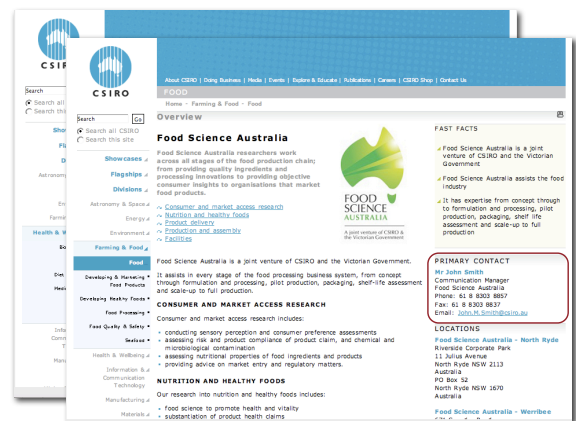 CSIRO
About CSIRO | Doing Business | Media | Events | Explore & Educate | Publications | Careers | CSIRO Shop | Contact Us
FOOD
Home - Farming & Food - Food
Search
Search all
Search this
Search
Go
Search all CSIRO
Search this site
Showcases
Flagships
Divisions
Astronomy & Space
Energy
Environment
Farming & Food
Food
Developing & Marketing
Food Products
Developing Healthy Foods
Food Processing
Food Quality & Safety
Seafood
Health & Wellbeing
Information &
Communication
Technology
Manufacturing
Materials
Overview
Food Science Australia
Food Science Australia researchers work
across all stages of the food production chain;
from providing quality ingredients and
processing innovations to providing objective
consumer insights to organisations that market
food products.
Consumer and market access research
Nutrition and healthy foods
Product delivery
Production and assembly
Facilities
FOOD
SCIENCE
AUSTRALIA
A joint venture of CSIRO &
the Victorian Government
Food Science Australia is a joint venture of CSIRO and the Victorian Government.
It assists in every stage of the food processing business system, from concept
through formulation and processing, pilot production, packaging, shelf-life assessment
and scale-up to full production.
CONSUMER AND MARKET ACCESS RESEARCH
Consumer and market access research includes:
conducting sensory perception and consumer preference assessments
assessing risk and product compliance of product claim, and chemical and
microbiological contamination
assessing nutritional properties of food ingredients and products
providing advice on market entry and regulatory matters.
NUTRITION AND HEALTHY FOODS
Our research into nutrition and healthy foods includes:
food science to promote health and vitality
substantiation of product health claims
FAST FACTS
Food Science Australia is a joint
venture of CSIRO and the Victorian
Government
Food Science Australia assists the food
industry
It has expertise from concept through
to formulation and processing, pilot
production, packaging, shelf life
assessment and scale-up to full
production
PRIMARY CONTACT
Mr John Smith
Communication Manager
Food Science Australia
Phone: 61 8 8303 8857
Fax: 61 8 8303 8837
Email: John.M.Smith@csiro.au
LOCATIONS
Food Science Australia - North Ryde
Riverside Corporate Park
11 Julius Avenue
North Ryde NSW 2113
Australia
PO Box 52
North Ryde NSW 1670
Australia
Food Science Australia - Werribee